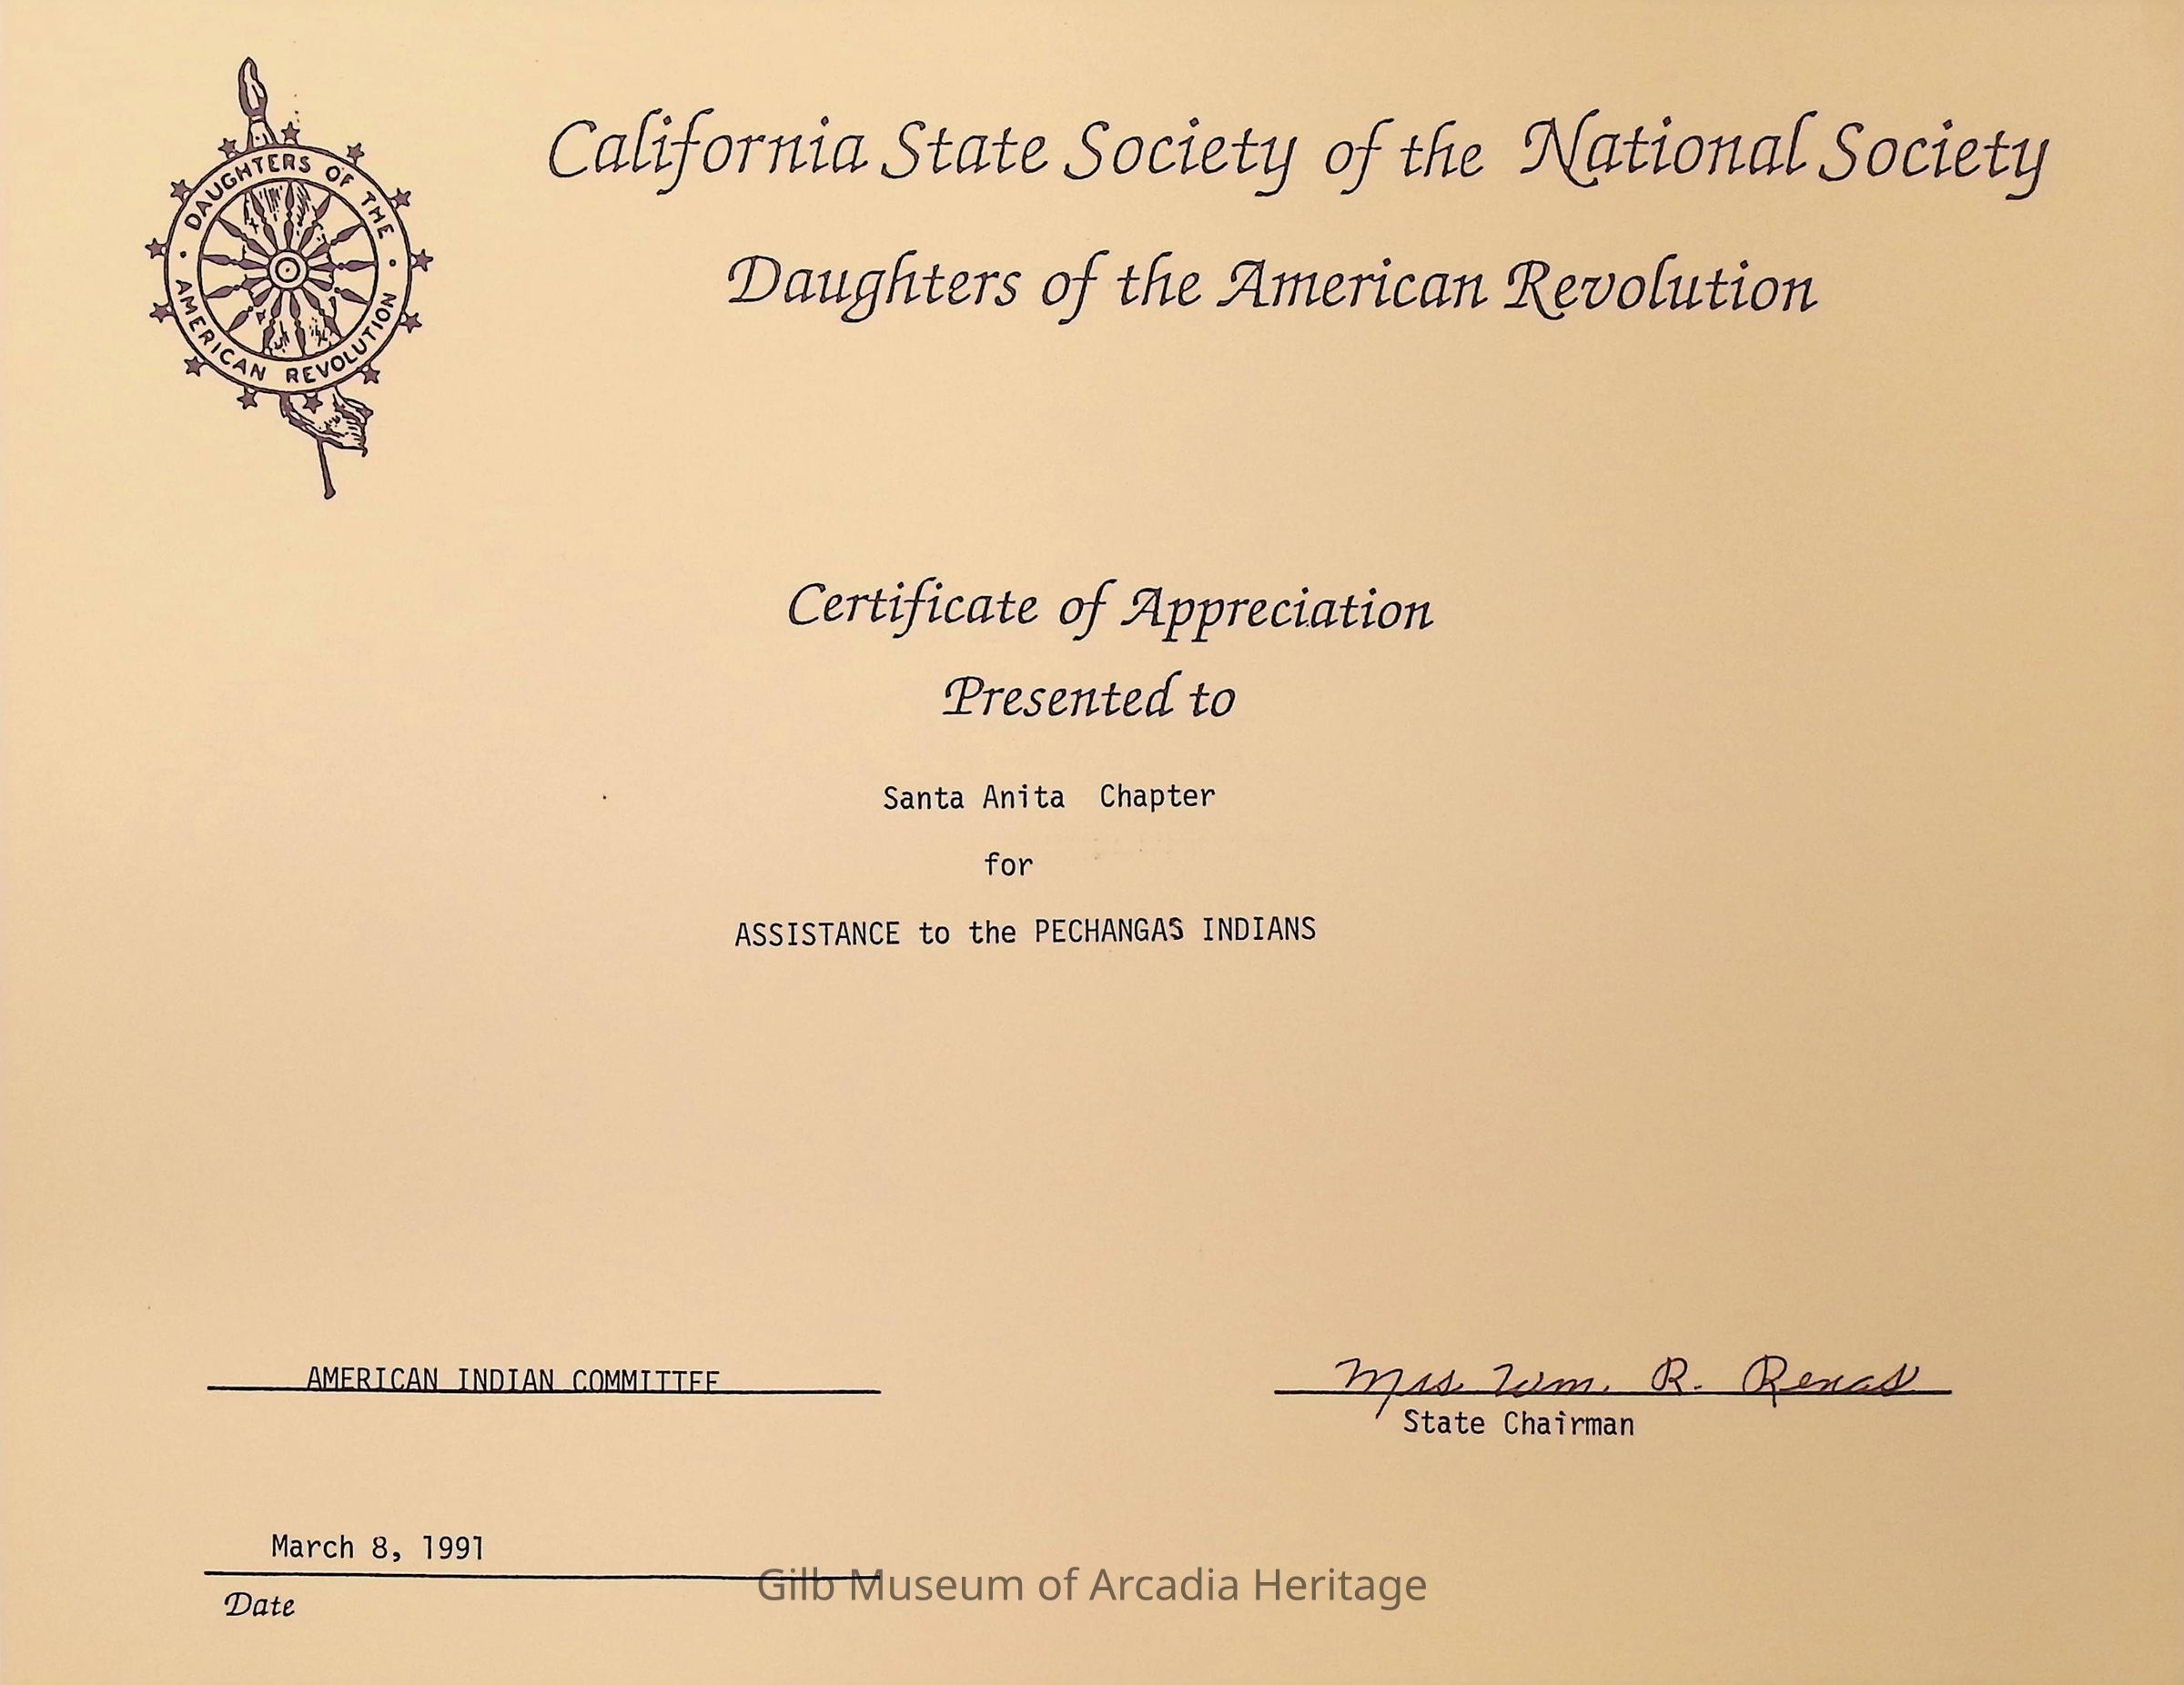 DAUGHTERS OF THE
AMERICAN REVOLUTION
California State Society of the National Society
Daughters of the American Revolution
Certificate of Appreciation
Presented to
Santa Anita Chapter
for
ASSISTANCE to the PECHANGAS INDIANS
AMERICAN INDIAN COMMITTEE
Mrs. Wm. R.
State Chairman
March 8, 1991
Date
Gilb Museum of Arcadia Heritage